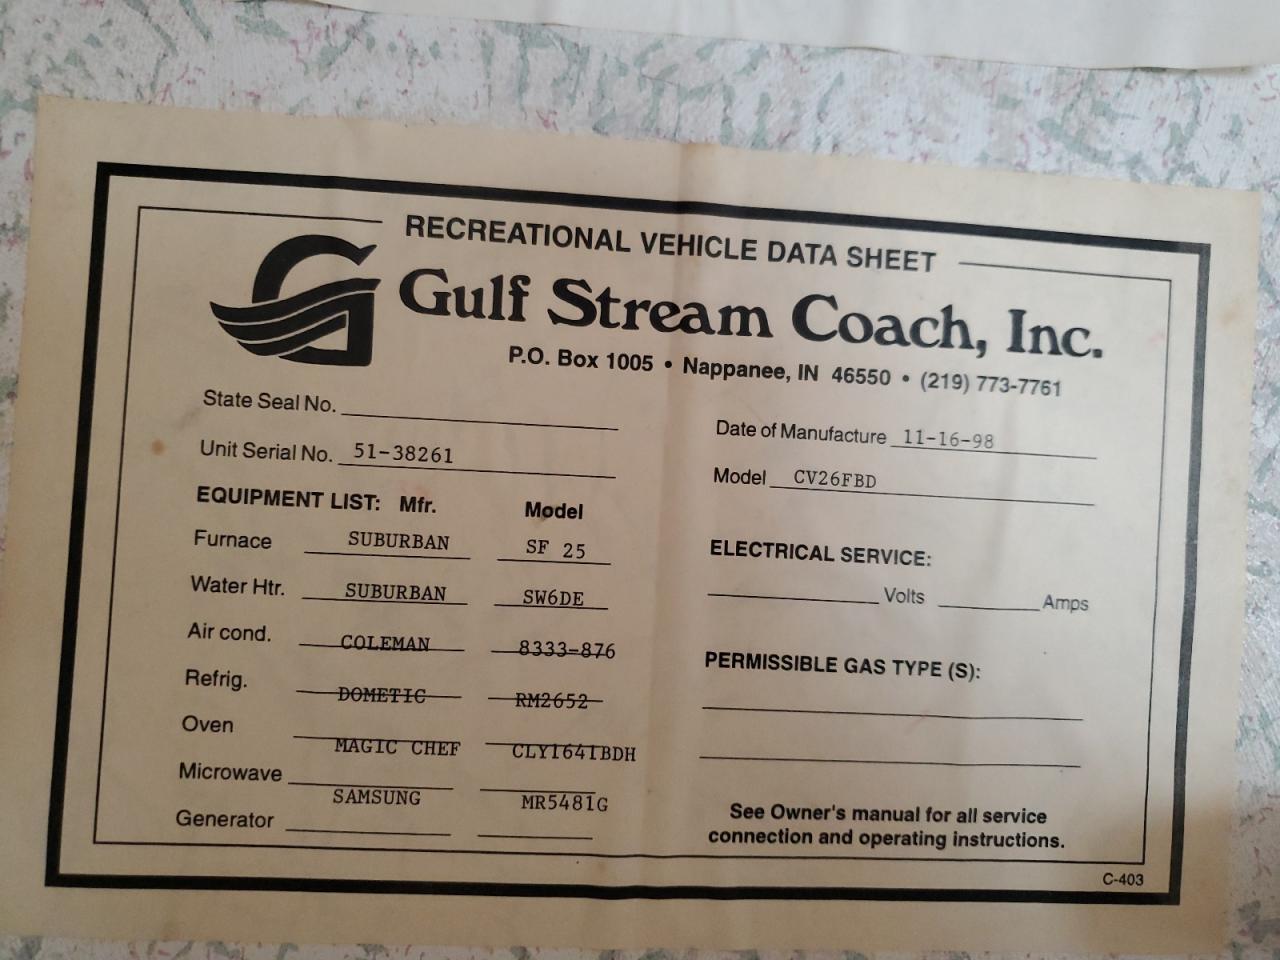 RECREATIONAL VEHICLE DATA SHEET
Gulf Stream Coach, Inc.
P.O. Box 1005 • Nappanee, IN 46550 • (219) 773-7761
State Seal No.
Unit Serial No. 51-38261
Date of Manufacture 11-16-98
Model CV26FBD
EQUIPMENT LIST: Mfr. Model
Furnace SUBURBAN SF 25
Water Htr. SUBURBAN SW6DE
Air cond. COLEMAN 8333-876
Refrig. DOMETIC RM2652
Oven MAGIC CHEF CLY1641BDH
Microwave SAMSUNG MR5481G
Generator
ELECTRICAL SERVICE:
Volts Amps
PERMISSIBLE GAS TYPE (S):
See Owner's manual for all service
connection and operating instructions.
C-403